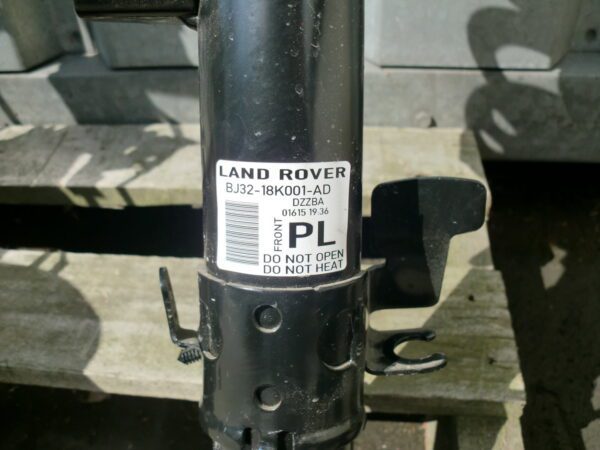 LAND ROVER
BJ32-18K001-AD
DZZBA
01615 19 36
FRONT
PL
DO NOT OPEN
DO NOT HEAT